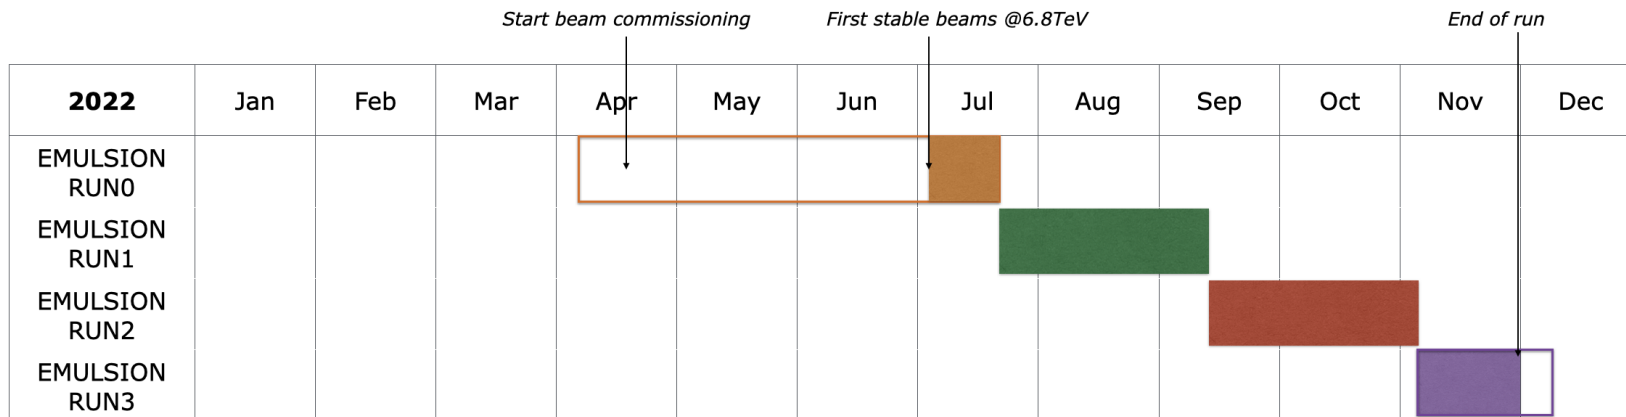 Start beam commissioning First stable beams @6.8TeV End of run
2022 Jan Feb Mar Apr May Jun Jul Aug Sep Oct Nov Dec
EMULSION
RUN0
EMULSION
RUN1
EMULSION
RUN2
EMULSION
RUN3